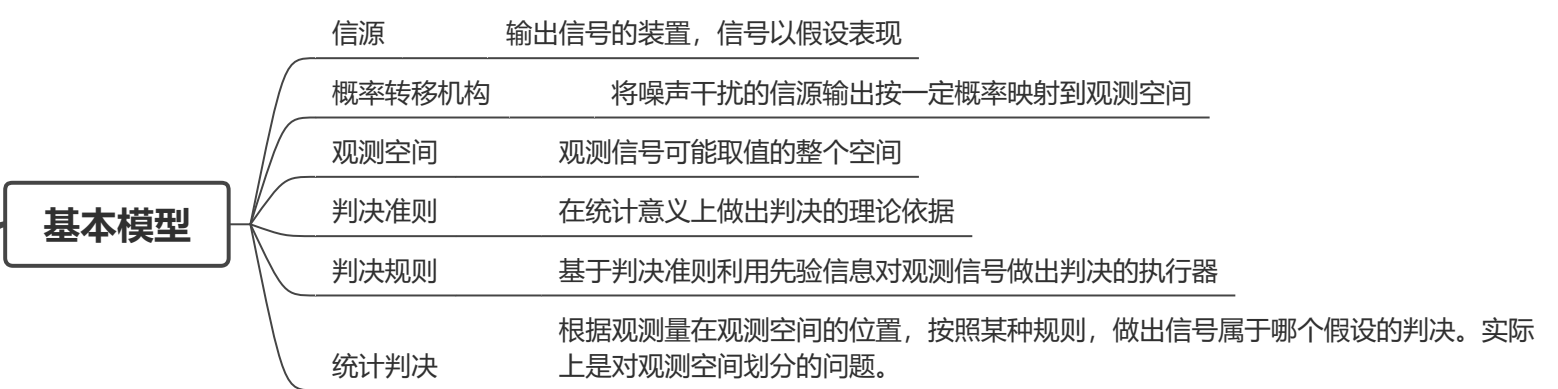 信源 输出信号的装置，信号以假设表现
概率转移机构 将噪声干扰的信源输出按一定概率映射到观测空间
观测空间 观测信号可能取值的整个空间
基本模型
判决准则 在统计意义上做出判决的理论依据
判决规则 基于判决准则利用先验信息对观测信号做出判决的执行器
统计判决 根据观测量在观测空间的位置，按照某种规则，做出信号属于哪个假设的判决。实际
上是对观测空间划分的问题。